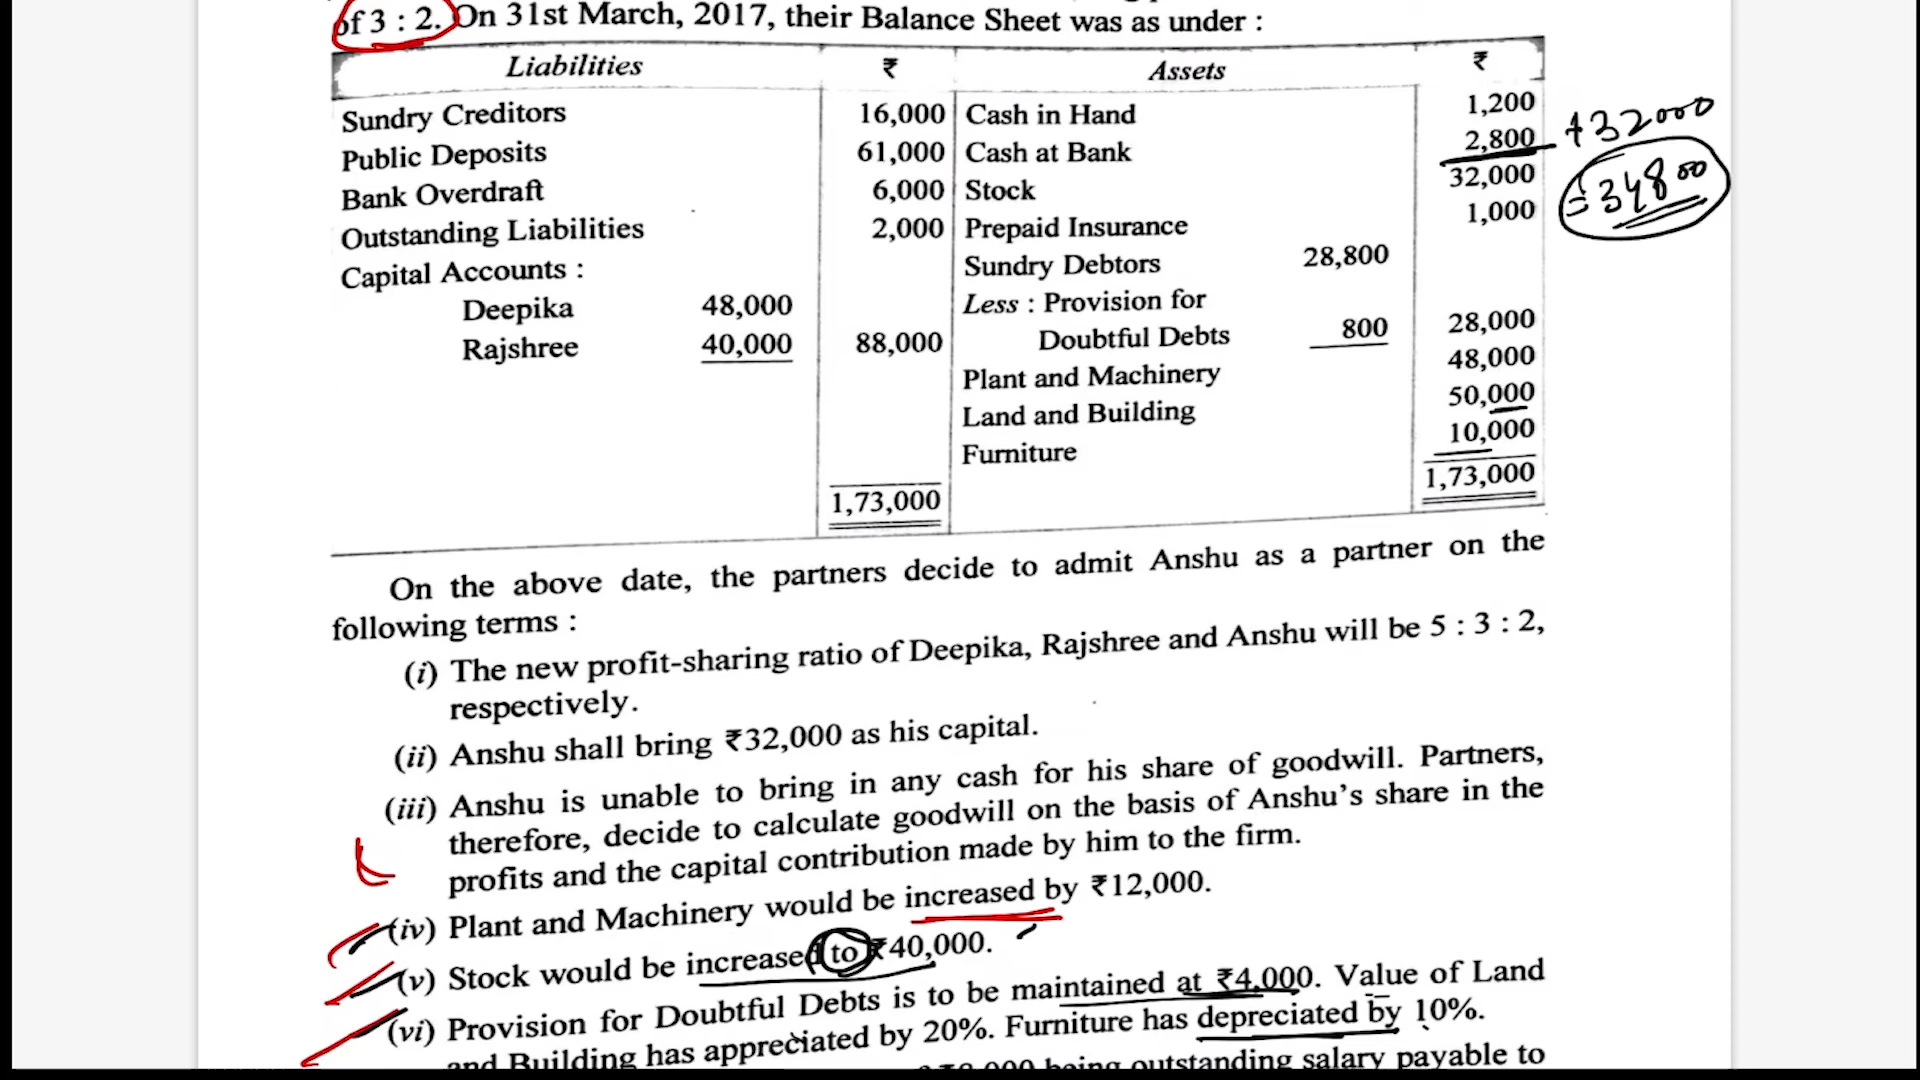 of 3 : 2. On 31st March, 2017, their Balance Sheet was as under :
Liabilities ₹ Assets ₹
Sundry Creditors 16,000 Cash in Hand 1,200
Public Deposits 61,000 Cash at Bank 2,800 +32000
Bank Overdraft 6,000 Stock 32,000 =34800
Outstanding Liabilities 2,000 Prepaid Insurance 1,000
Capital Accounts : Sundry Debtors 28,800
Deepika 48,000 Less : Provision for
Rajshree 40,000 88,000 Doubtful Debts 800 28,000
Plant and Machinery 48,000
Land and Building 50,000
Furniture 10,000
1,73,000 1,73,000
On the above date, the partners decide to admit Anshu as a partner on the
following terms :
(i) The new profit-sharing ratio of Deepika, Rajshree and Anshu will be 5 : 3 : 2,
respectively.
(ii) Anshu shall bring ₹32,000 as his capital.
(iii) Anshu is unable to bring in any cash for his share of goodwill. Partners,
therefore, decide to calculate goodwill on the basis of Anshu's share in the
profits and the capital contribution made by him to the firm.
(iv) Plant and Machinery would be increased by ₹12,000.
(v) Stock would be increased to ₹40,000.
(vi) Provision for Doubtful Debts is to be maintained at ₹4,000. Value of Land
and Building has appreciated by 20%. Furniture has depreciated by 10%.
being outstanding salary payable to